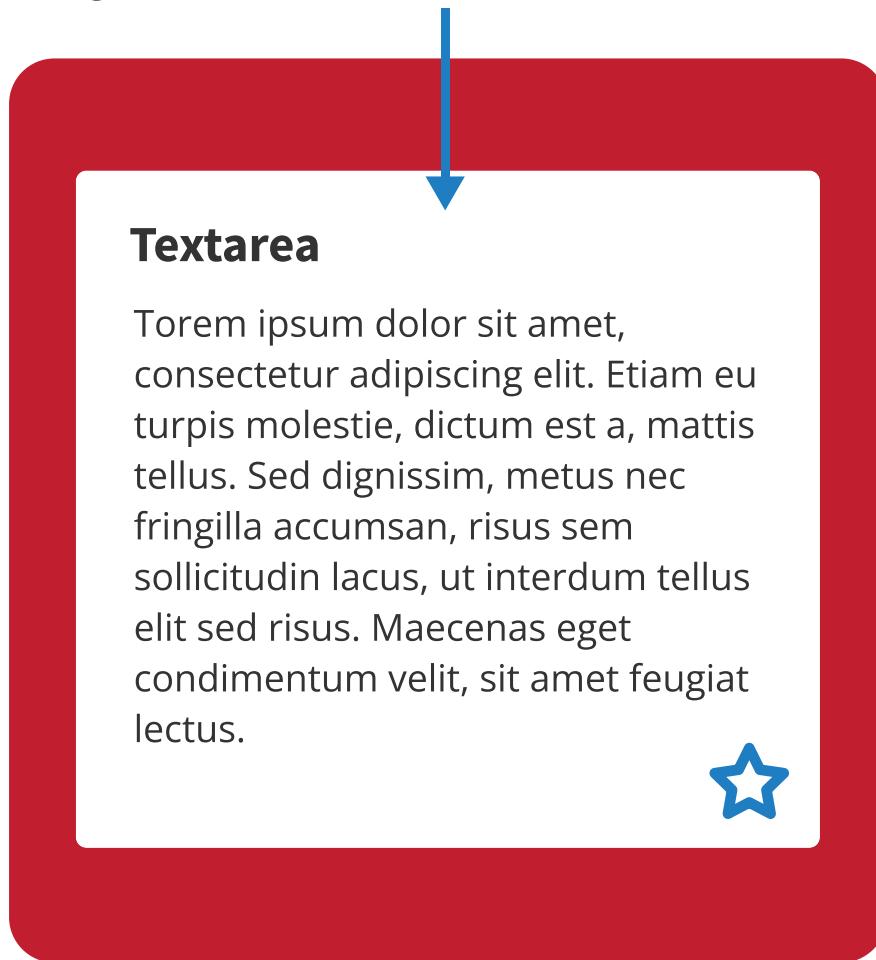 Textarea
Torem ipsum dolor sit amet,
consectetur adipiscing elit. Etiam eu
turpis molestie, dictum est a, mattis
tellus. Sed dignissim, metus nec
fringilla accumsan, risus sem
sollicitudin lacus, ut interdum tellus
elit sed risus. Maecenas eget
condimentum velit, sit amet feugiat
lectus.